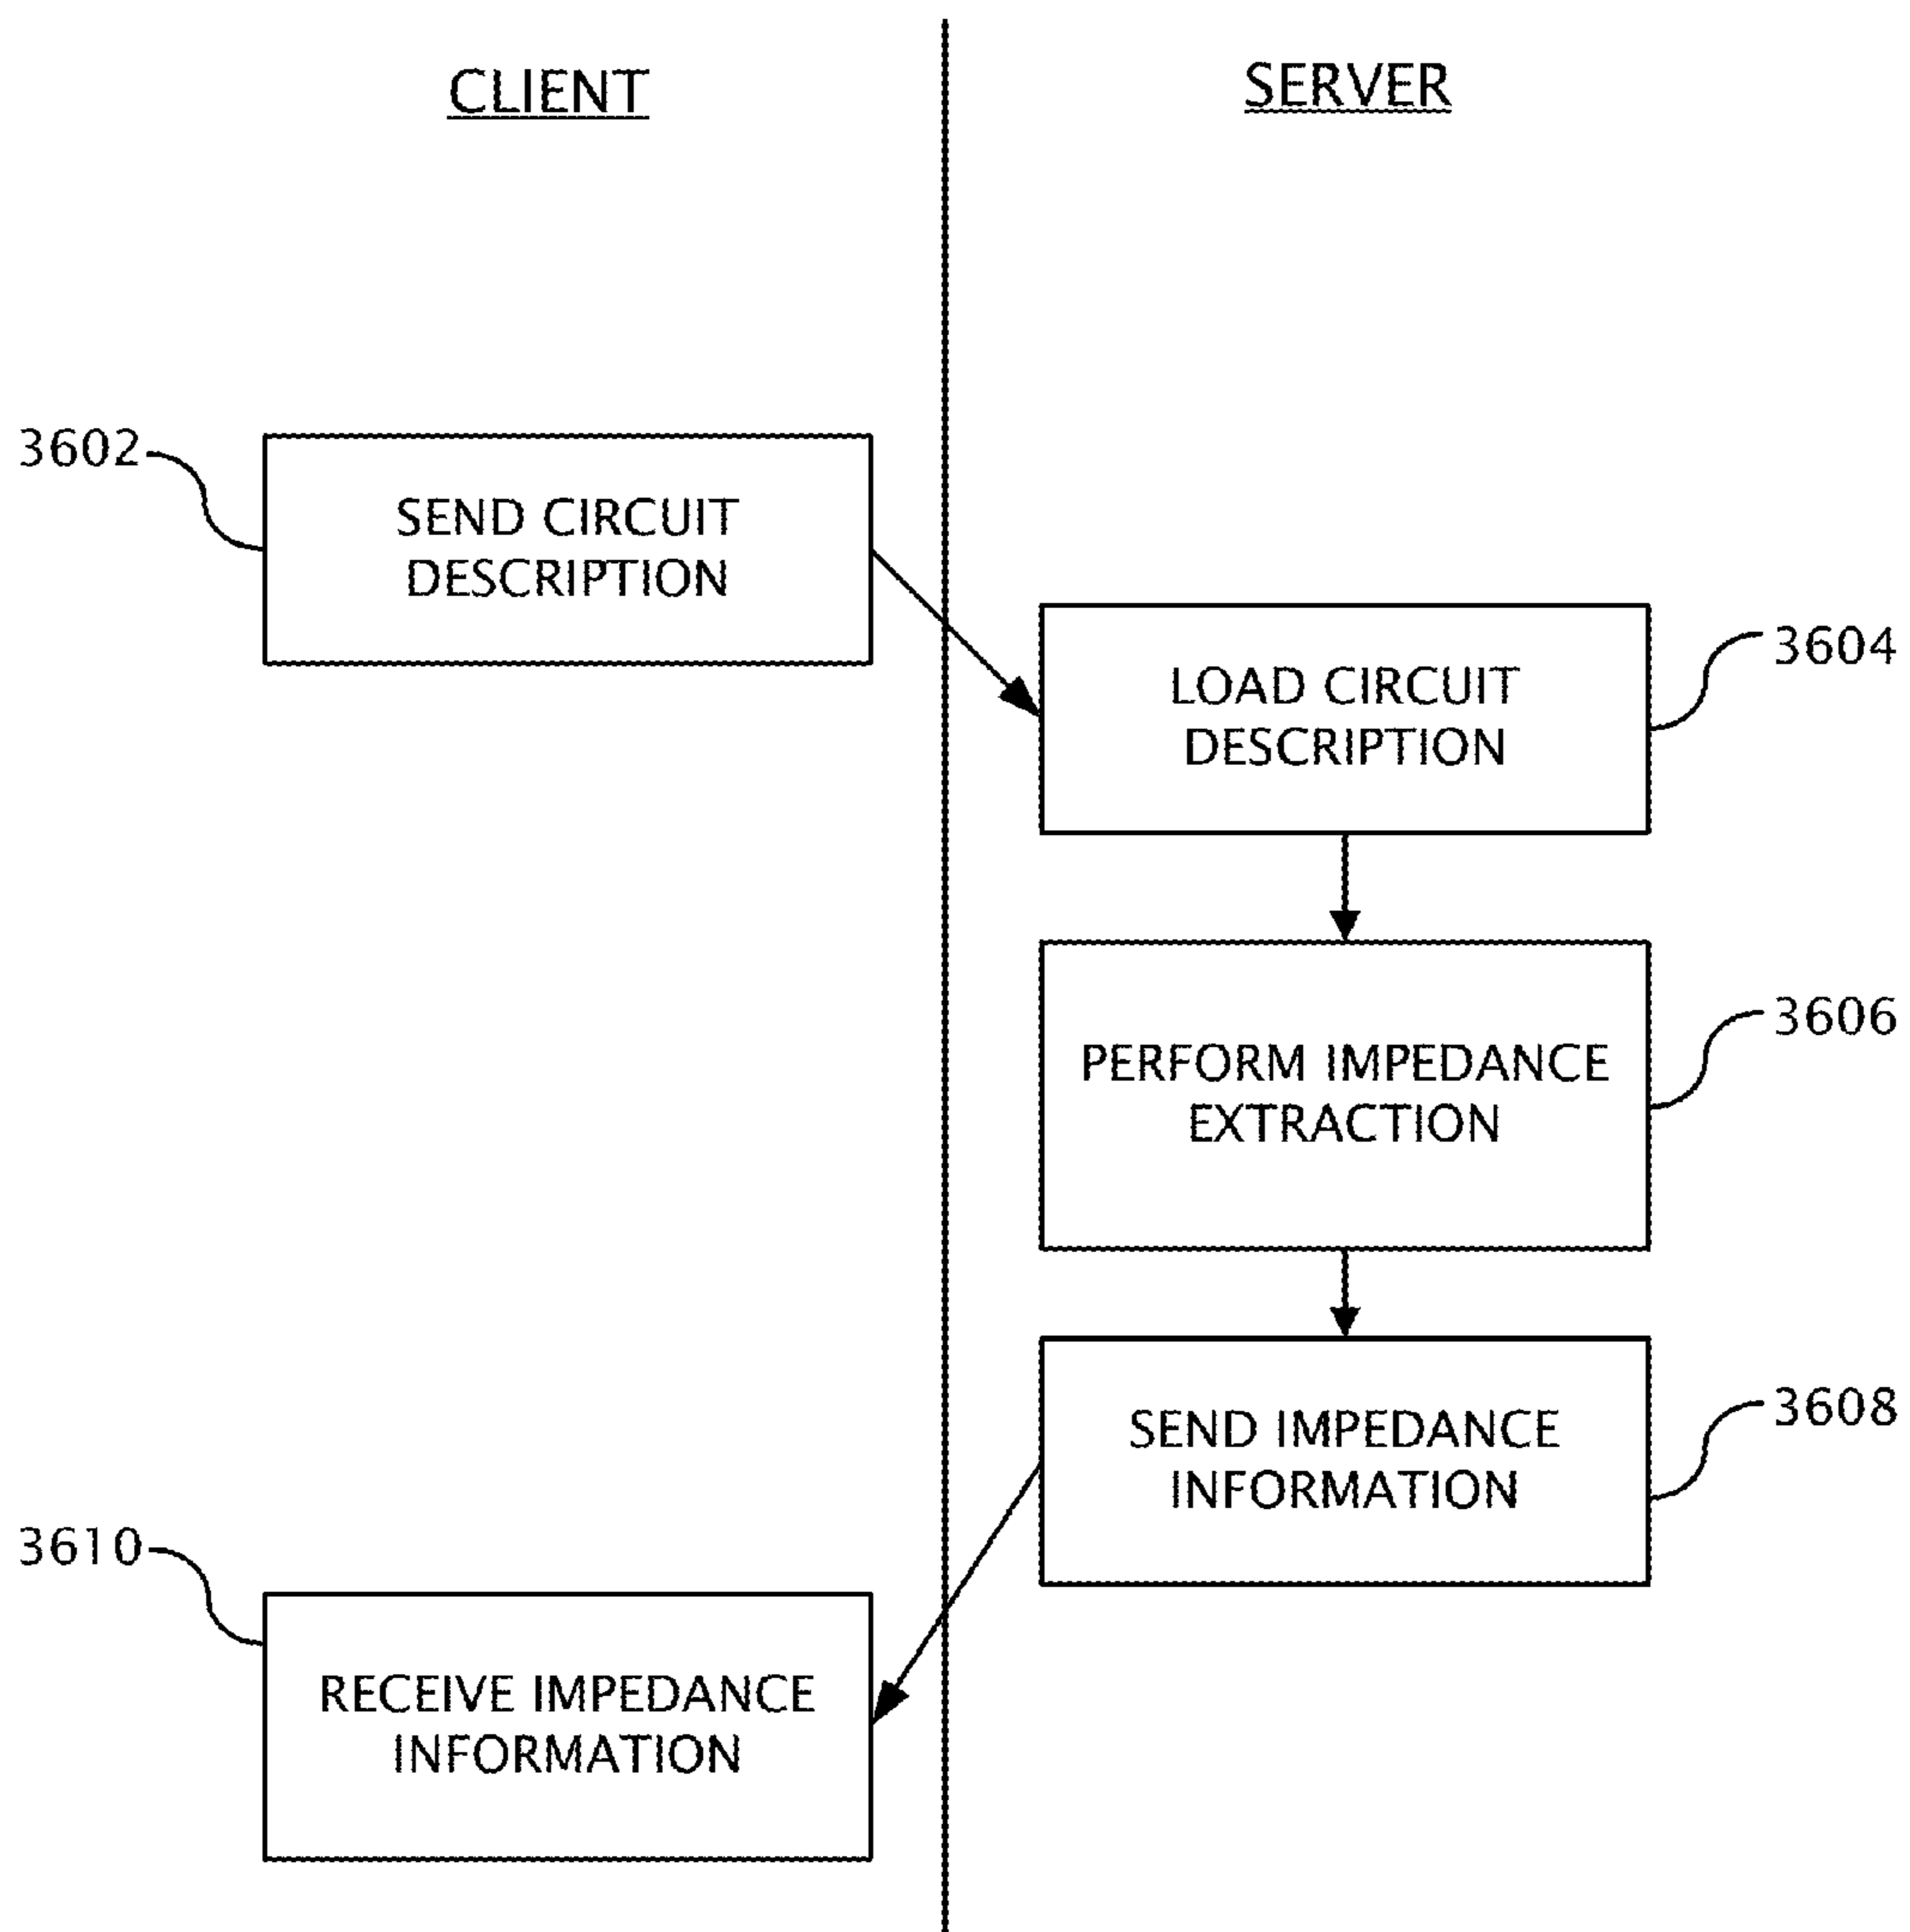 CLIENT
SERVER
3602
SEND CIRCUIT
DESCRIPTION
3604
LOAD CIRCUIT
DESCRIPTION
3606
PERFORM IMPEDANCE
EXTRACTION
3608
SEND IMPEDANCE
INFORMATION
3610
RECEIVE IMPEDANCE
INFORMATION